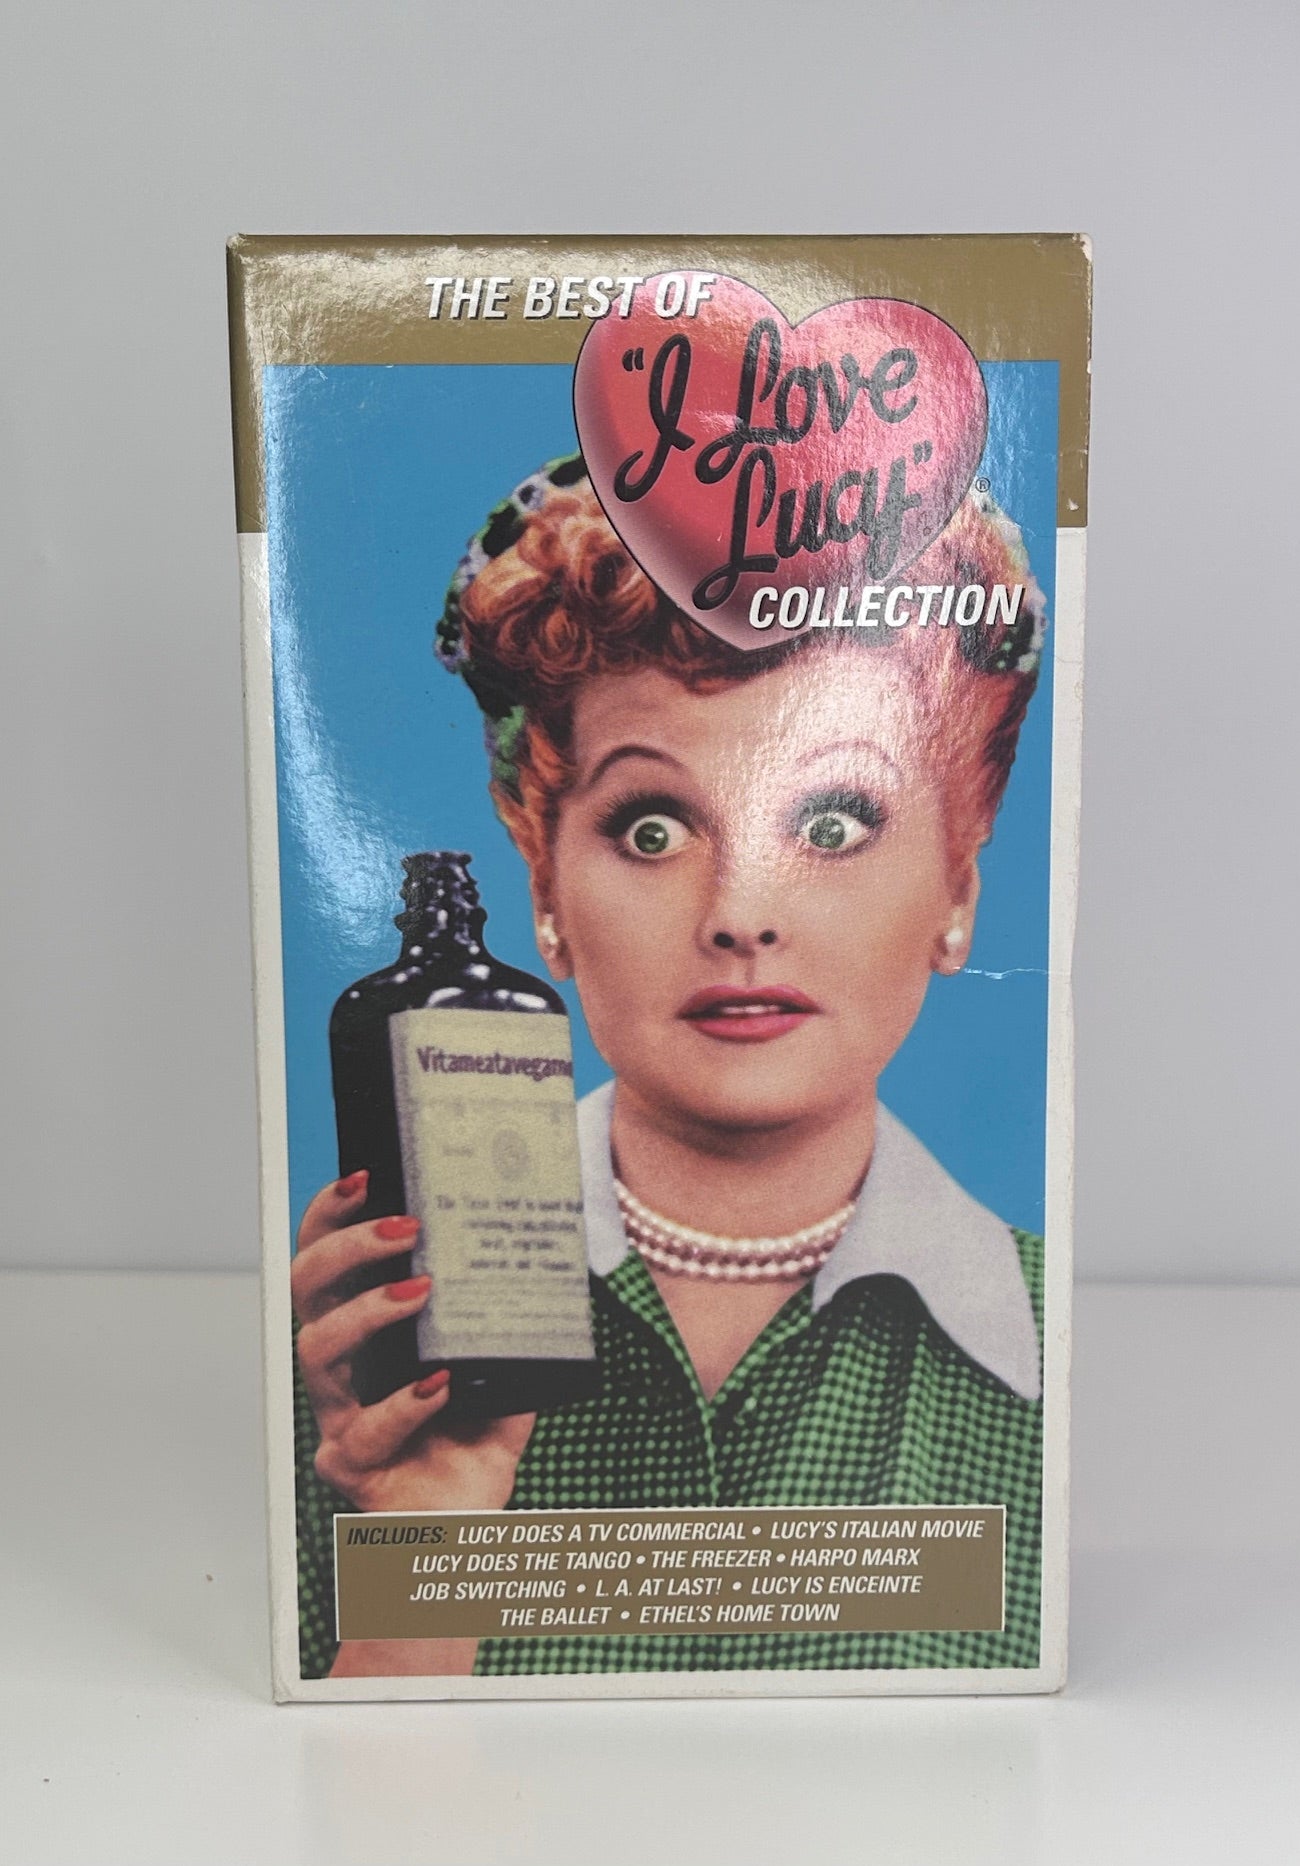 THE BEST OF
"I Love
Lucy"
®
COLLECTION
Vitameatavegam
INCLUDES: LUCY DOES A TV COMMERCIAL • LUCY'S ITALIAN MOVIE
LUCY DOES THE TANGO • THE FREEZER • HARPO MARX
JOB SWITCHING • L. A. AT LAST! • LUCY IS ENCEINTE
THE BALLET • ETHEL'S HOME TOWN